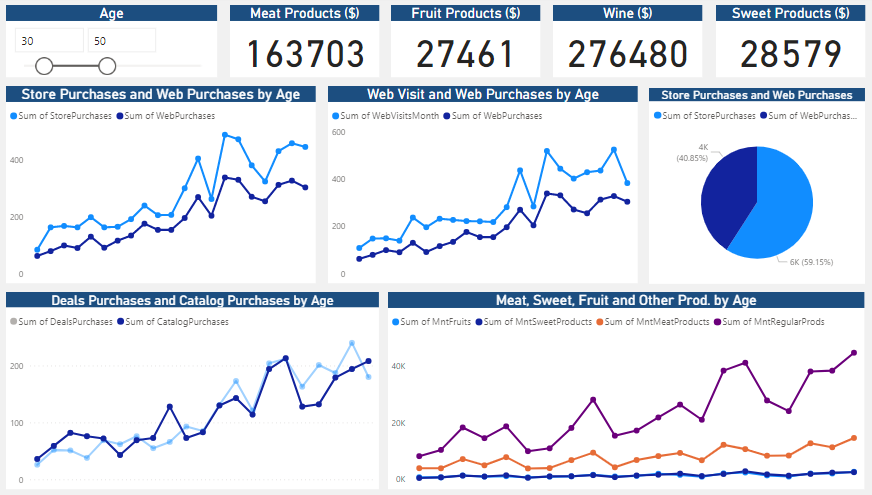 Age
30 50
Meat Products ($)
163703
Fruit Products ($)
27461
Wine ($)
276480
Sweet Products ($)
28579
Store Purchases and Web Purchases by Age
Sum of StorePurchases Sum of WebPurchases
400
200
0
Web Visit and Web Purchases by Age
Sum of WebVisitsMonth Sum of WebPurchases
600
400
200
0
Store Purchases and Web Purchases
Sum of StorePurchases Sum of WebPurchas...
4K
(40.85%)
6K (59.15%)
Deals Purchases and Catalog Purchases by Age
Sum of DealsPurchases Sum of CatalogPurchases
200
100
0
Meat, Sweet, Fruit and Other Prod. by Age
Sum of MntFruits Sum of MntSweetProducts Sum of MntMeatProducts Sum of MntRegularProds
40K
20K
0K